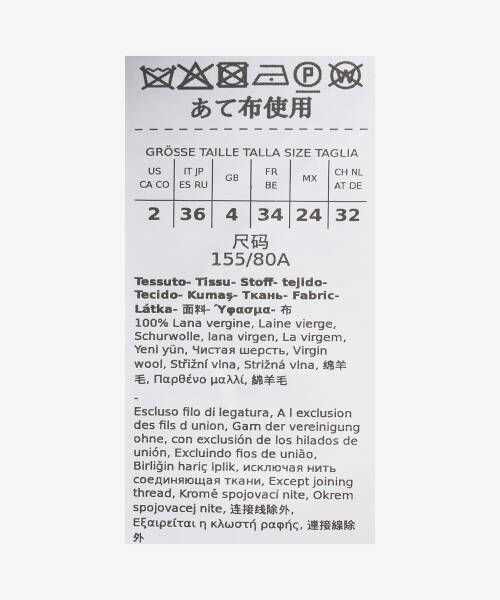 あて布使用
GRÖSSE TAILLE TALLA SIZE TAGLIA
US CA CO IT JP ES RU GB FR BE MX CH NL AT DE
2 36 4 34 24 32
尺码
155/80A
Tessuto- Tissu- Stoff- tejido-
Tecido- Kumaş- Ткань- Fabric-
Látka- Ύφασμα- 面料- 布
100% Lana vergine, Laine vierge,
Schurwolle, lana virgen, La virgem,
Yeni yün, Чистая шерсть, Virgin
wool, Střižní vlna, Strižná vlna, 绵羊
毛, Παρθένο μαλλί, 綿羊毛
-
Escluso filo di legatura, A l exclusion
des fils d union, Garn der vereinigung
ohne, con exclusión de los hilados de
unión, Excluindo fios de união,
Birliğin hariç iplik, исключая нить
соединяющая ткани, Except joining
thread, Kromě spojovací nite, Okrem
spojovacej nite, 连接线除外,
Εξαιρείται η κλωστή ραφής, 連接線除
外